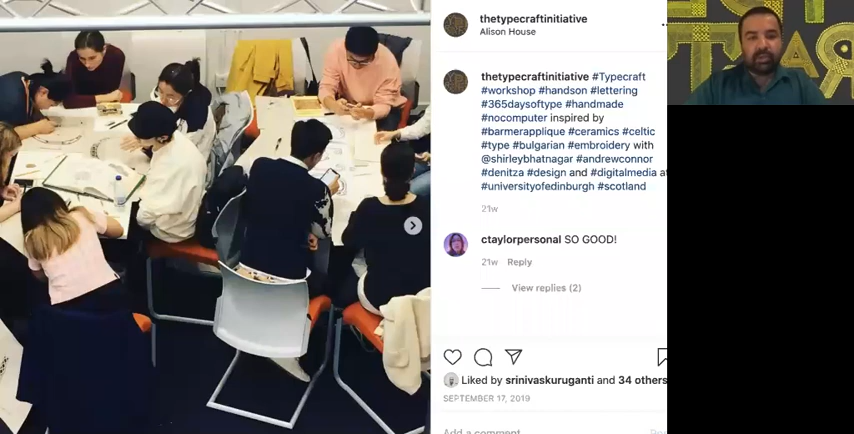 thetypecraftinitiative
Alison House
thetypecraftinitiative #Typecraft
#workshop #handson #lettering
#365daysoftype #handmade
#nocomputer inspired by
#barmerapplique #ceramics #celtic
#type #bulgarian #embroidery with
@shirleybhatnagar #andrewconnor
#denitza #design and #digitalmedia at
#universityofedinburgh #scotland
21w
ctaylorpersonal SO GOOD!
21w Reply
View replies (2)
Liked by srinivaskuruganti and 34 others
SEPTEMBER 17, 2019
Add a comment